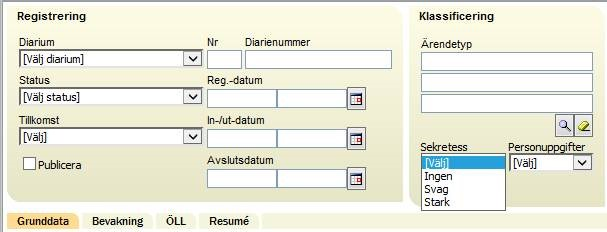 Registrering
Diarium
Nr
Diarienummer
[Välj diarium]
Status
Reg.-datum
[Välj status]
Tillkomst
In-/ut-datum
[Välj]
Publicera
Avslutsdatum
Klassificering
Ärendetyp
Sekretess
Personuppgifter
[Välj]
[Välj]
Ingen
Svag
Stark
Grunddata
Bevakning
ÖLL
Resumé